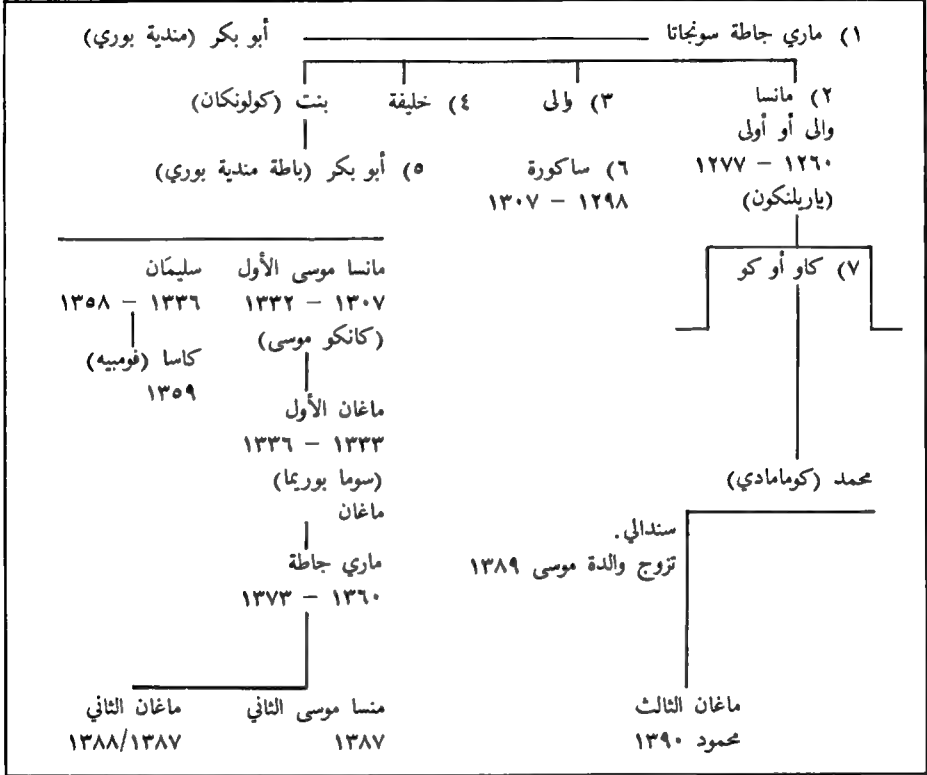 ١) ماري جاطة سونجاتا
أبو بكر (مندية بوري)
٢) مانسا
والى أو أولى
١٢٦٠ – ١٢٧٧
(ياريلنكون)
٣) والى
٤) خليفة
بنت (كولونكان)
٥) أبو بكر (باطة مندية بوري)
٦) ساكورة
١٢٩٨ – ١٣٠٧
٧) كاو أو كو
مانسا موسى الأول
١٣٠٧ – ١٣٣٢
(كانكو موسى)
سليمَان
١٣٣٦ – ١٣٥٨
كاسا (فومبيه)
١٣٥٩
ماغان الأول
١٣٣٣ – ١٣٣٦
(سوما بوريما)
ماغان
محمد (كومامادي)
سندالي.
تزوج والدة موسى ١٣٨٩
ماري جاطة
١٣٦٠ – ١٣٧٣
ماغان الثالث
محمود ١٣٩٠
منسا موسى الثاني
١٣٨٧
ماغان الثاني
١٣٨٧/١٣٨٨